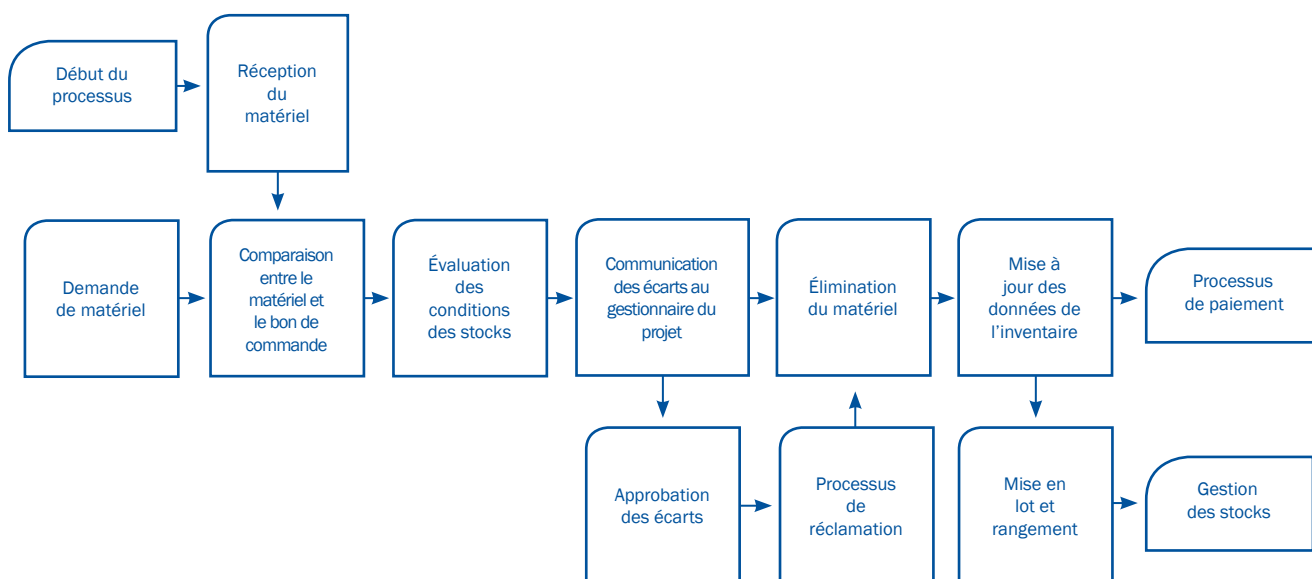 Début du
processus
Réception
du
matériel
Demande
de matériel
Comparaison
entre le
matériel et
le bon de
commande
Évaluation
des
conditions
des stocks
Communication
des écarts au
gestionnaire du
projet
Élimination
du matériel
Mise à
jour des
données de
l’inventaire
Processus
de paiement
Approbation
des écarts
Processus
de
réclamation
Mise en
lot et
rangement
Gestion
des stocks